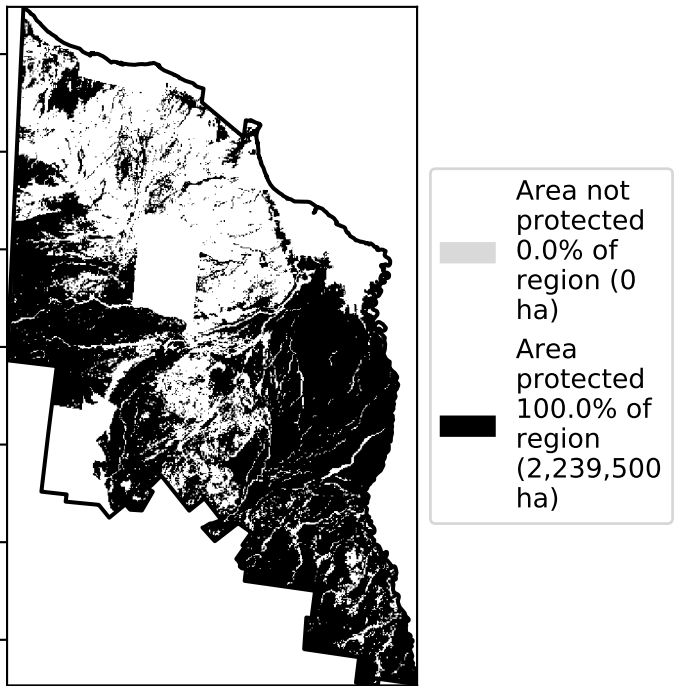 Area not
protected
0.0% of
region (0
ha)
Area
protected
100.0% of
region
(2,239,500
ha)